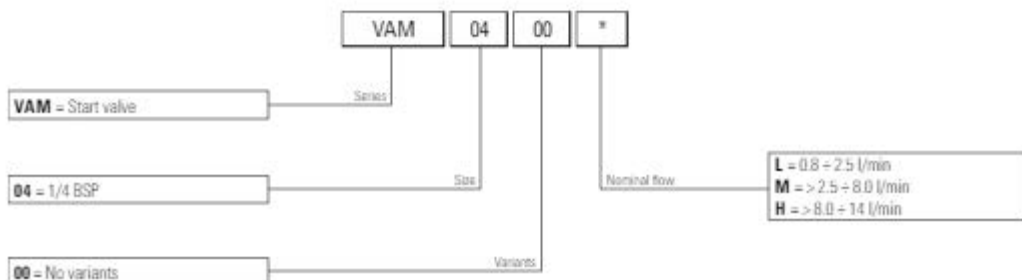 VAM 04 00 *
Series
VAM = Start valve
Size
04 = 1/4 BSP
Nominal flow
L = 0.8 ÷ 2.5 l/min
M = > 2.5 ÷ 8.0 l/min
H = > 8.0 ÷ 14 l/min
Variants
00 = No variants